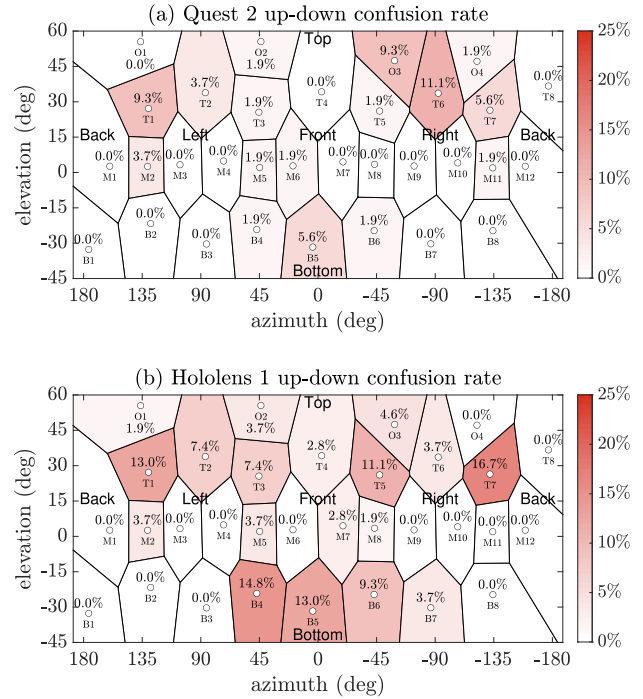 (a) Quest 2 up-down confusion rate
60
45
30
15
0
-15
-30
-45
elevation (deg)
O1
0.0%
O2
1.9%
Top
9.3%
O3
1.9%
O4
9.3%
T1
3.7%
T2
1.9%
T3
0.0%
T4
1.9%
T5
11.1%
T6
5.6%
T7
0.0%
T8
Back
Left
Front
Right
Back
0.0%
M1
3.7%
M2
0.0%
M3
0.0%
M4
1.9%
M5
1.9%
M6
0.0%
M7
0.0%
M8
0.0%
M9
0.0%
M10
1.9%
M11
0.0%
M12
0.0%
B1
0.0%
B2
0.0%
B3
1.9%
B4
5.6%
B5
1.9%
B6
0.0%
B7
0.0%
B8
Bottom
180 135 90 45 0 -45 -90 -135 -180
azimuth (deg)
25%
20%
15%
10%
5%
0%
(b) Hololens 1 up-down confusion rate
60
45
30
15
0
-15
-30
-45
elevation (deg)
O1
1.9%
O2
3.7%
Top
4.6%
O3
0.0%
O4
13.0%
T1
7.4%
T2
7.4%
T3
2.8%
T4
11.1%
T5
3.7%
T6
16.7%
T7
0.0%
T8
Back
Left
Front
Right
Back
0.0%
M1
3.7%
M2
0.0%
M3
0.0%
M4
3.7%
M5
0.0%
M6
2.8%
M7
1.9%
M8
0.0%
M9
0.0%
M10
0.0%
M11
0.0%
M12
0.0%
B1
0.0%
B2
0.0%
B3
14.8%
B4
13.0%
B5
9.3%
B6
3.7%
B7
0.0%
B8
Bottom
180 135 90 45 0 -45 -90 -135 -180
azimuth (deg)
25%
20%
15%
10%
5%
0%